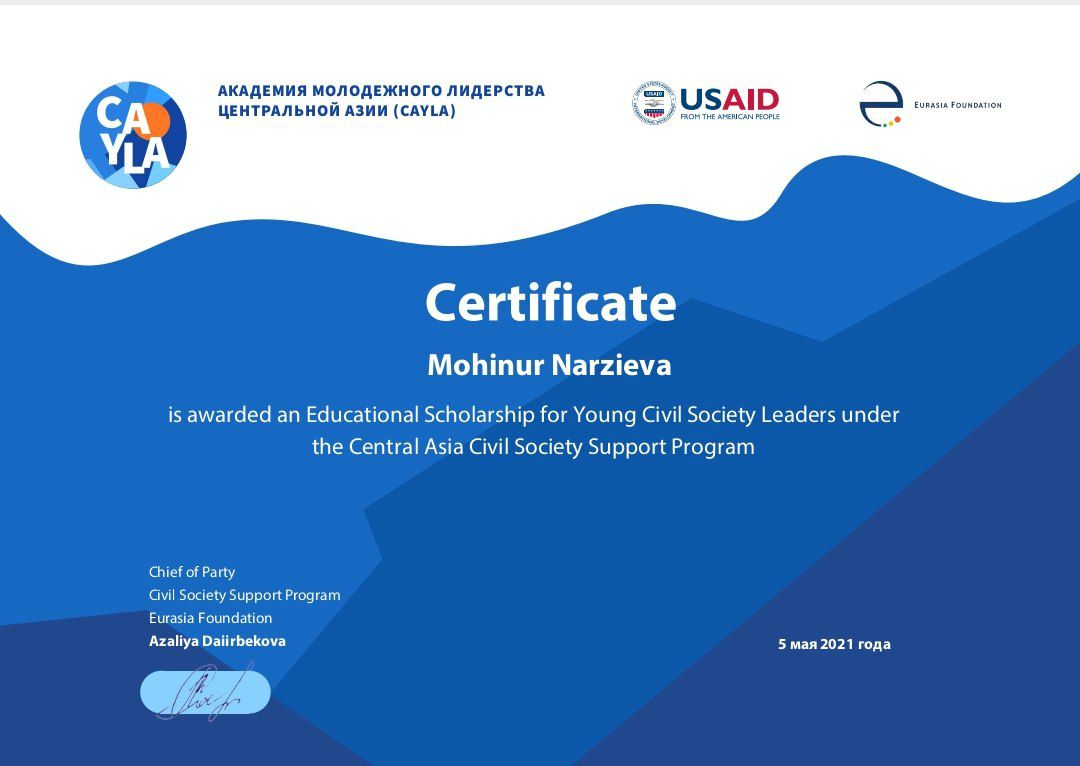 CAYLA
АКАДЕМИЯ МОЛОДЕЖНОГО ЛИДЕРСТВА
ЦЕНТРАЛЬНОЙ АЗИИ (CAYLA)
USAID
USAID
FROM THE AMERICAN PEOPLE
EURASIA FOUNDATION
Certificate
Mohinur Narzieva
is awarded an Educational Scholarship for Young Civil Society Leaders under
the Central Asia Civil Society Support Program
Chief of Party
Civil Society Support Program
Eurasia Foundation
Azaliya Daiirbekova
5 мая 2021 года